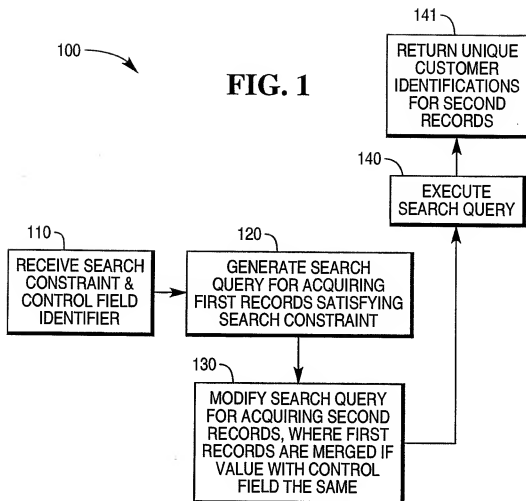 100
FIG. 1
141
RETURN UNIQUE
CUSTOMER
IDENTIFICATIONS
FOR SECOND
RECORDS
140
EXECUTE
SEARCH QUERY
110
RECEIVE SEARCH
CONSTRAINT &
CONTROL FIELD
IDENTIFIER
120
GENERATE SEARCH
QUERY FOR ACQUIRING
FIRST RECORDS SATISFYING
SEARCH CONSTRAINT
130
MODIFY SEARCH QUERY
FOR ACQUIRING SECOND
RECORDS, WHERE FIRST
RECORDS ARE MERGED IF
VALUE WITH CONTROL
FIELD THE SAME